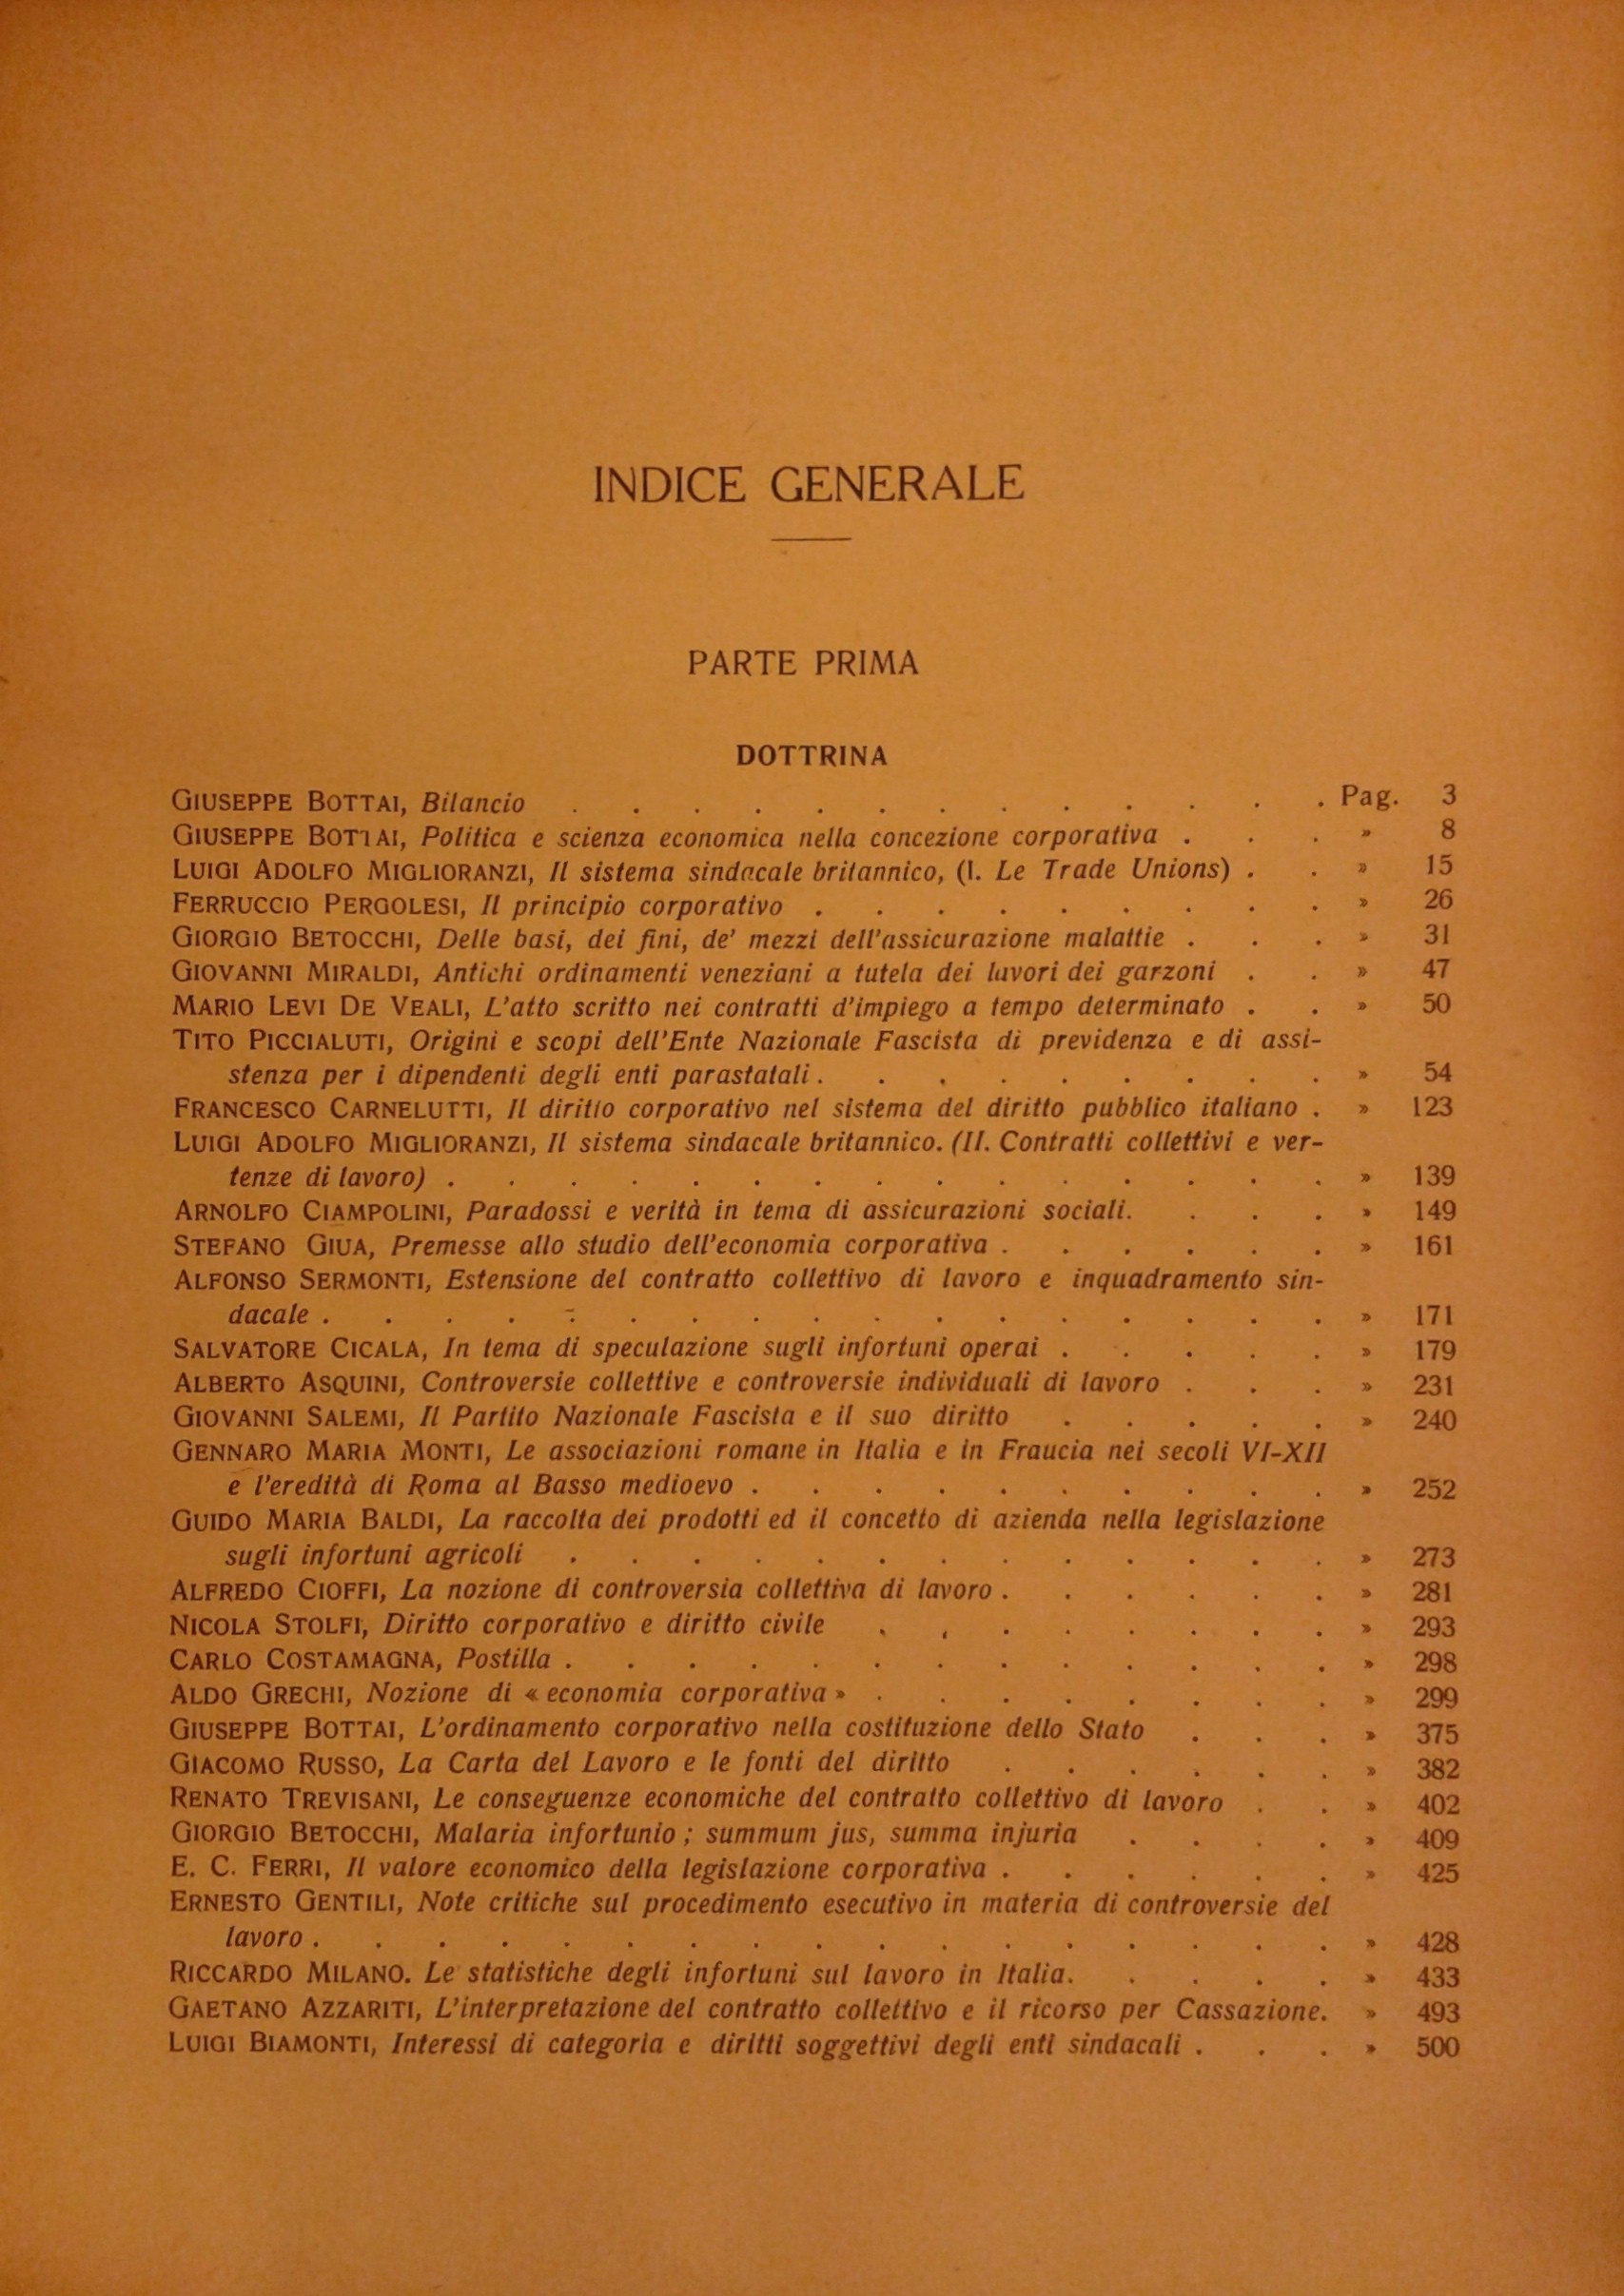 INDICE GENERALE
PARTE PRIMA
DOTTRINA
GIUSEPPE BOTTAI, Bilancio . . . . . . . . . . . . . Pag. 3
GIUSEPPE BOTTAI, Politica e scienza economica nella concezione corporativa . . . » 8
LUIGI ADOLFO MIGLIORANZI, Il sistema sindacale britannico, (I. Le Trade Unions) . . » 15
FERRUCCIO PERGOLESI, Il principio corporativo . . . . . . . . . » 26
GIORGIO BETOCCHI, Delle basi, dei fini, de' mezzi dell'assicurazione malattie . . . » 31
GIOVANNI MIRALDI, Antichi ordinamenti veneziani a tutela dei lavori dei garzoni . . » 47
MARIO LEVI DE VEALI, L'atto scritto nei contratti d'impiego a tempo determinato . . » 50
TITO PICCIALUTI, Origini e scopi dell'Ente Nazionale Fascista di previdenza e di assi-
stenza per i dipendenti degli enti parastatali . . . . . . . . . » 54
FRANCESCO CARNELUTTI, Il diritto corporativo nel sistema del diritto pubblico italiano . » 123
LUIGI ADOLFO MIGLIORANZI, Il sistema sindacale britannico. (II. Contratti collettivi e ver-
tenze di lavoro) . . . . . . . . . . . . . . . » 139
ARNOLFO CIAMPOLINI, Paradossi e verità in tema di assicurazioni sociali. . . . » 149
STEFANO GIUA, Premesse allo studio dell'economia corporativa . . . . . . » 161
ALFONSO SERMONTI, Estensione del contratto collettivo di lavoro e inquadramento sin-
dacale . . . . . . . . . . . . . . . . . » 171
SALVATORE CICALA, In tema di speculazione sugli infortuni operai . . . . . » 179
ALBERTO ASQUINI, Controversie collettive e controversie individuali di lavoro . . . » 231
GIOVANNI SALEMI, Il Partito Nazionale Fascista e il suo diritto . . . . . » 240
GENNARO MARIA MONTI, Le associazioni romane in Italia e in Fraucia nei secoli VI-XII
e l'eredità di Roma al Basso medioevo . . . . . . . . . . » 252
GUIDO MARIA BALDI, La raccolta dei prodotti ed il concetto di azienda nella legislazione
sugli infortuni agricoli . . . . . . . . . . . . . » 273
ALFREDO CIOFFI, La nozione di controversia collettiva di lavoro . . . . . . » 281
NICOLA STOLFI, Diritto corporativo e diritto civile . . . . . . . . » 293
CARLO COSTAMAGNA, Postilla . . . . . . . . . . . . . » 298
ALDO GRECHI, Nozione di « economia corporativa » . . . . . . . . » 299
GIUSEPPE BOTTAI, L'ordinamento corporativo nella costituzione dello Stato . . . » 375
GIACOMO RUSSO, La Carta del Lavoro e le fonti del diritto . . . . . . » 382
RENATO TREVISANI, Le conseguenze economiche del contratto collettivo di lavoro . . » 402
GIORGIO BETOCCHI, Malaria infortunio ; summum jus, summa injuria . . . . » 409
E. C. FERRI, Il valore economico della legislazione corporativa . . . . . . » 425
ERNESTO GENTILI, Note critiche sul procedimento esecutivo in materia di controversie del
lavoro . . . . . . . . . . . . . . . . . » 428
RICCARDO MILANO. Le statistiche degli infortuni sul lavoro in Italia. . . . . » 433
GAETANO AZZARITI, L'interpretazione del contratto collettivo e il ricorso per Cassazione. » 493
LUIGI BIAMONTI, Interessi di categoria e diritti soggettivi degli enti sindacali . . . » 500